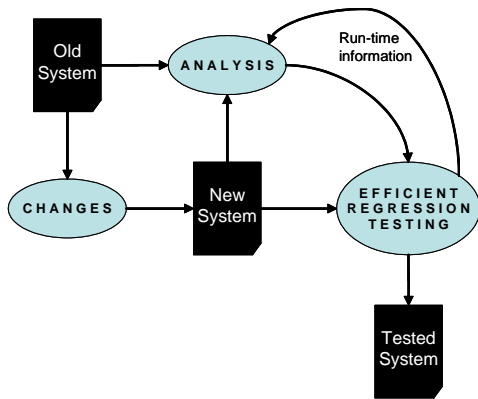 Old
System
ANALYSIS
Run-time
information
CHANGES
New
System
EFFICIENT
REGRESSION
TESTING
Tested
System